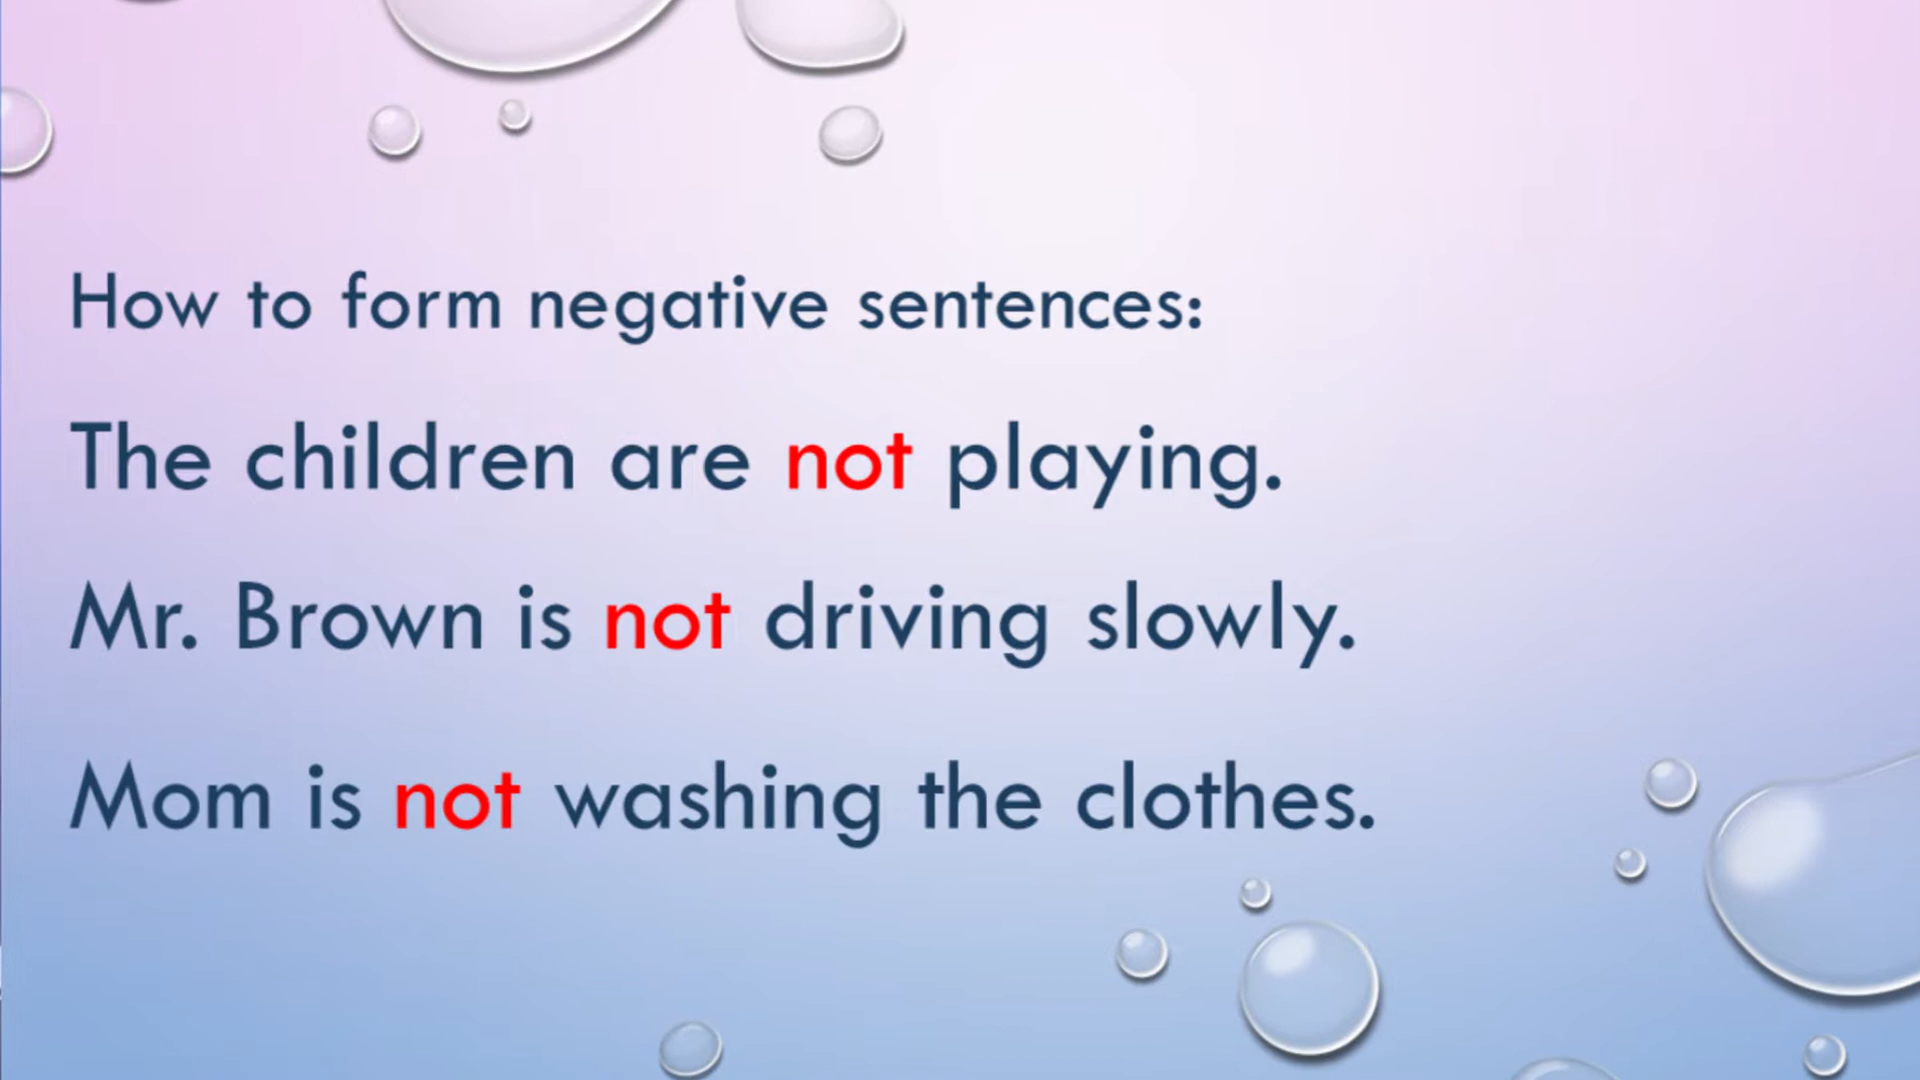 How to form negative sentences:
The children are not playing.
Mr. Brown is not driving slowly.
Mom is not washing the clothes.